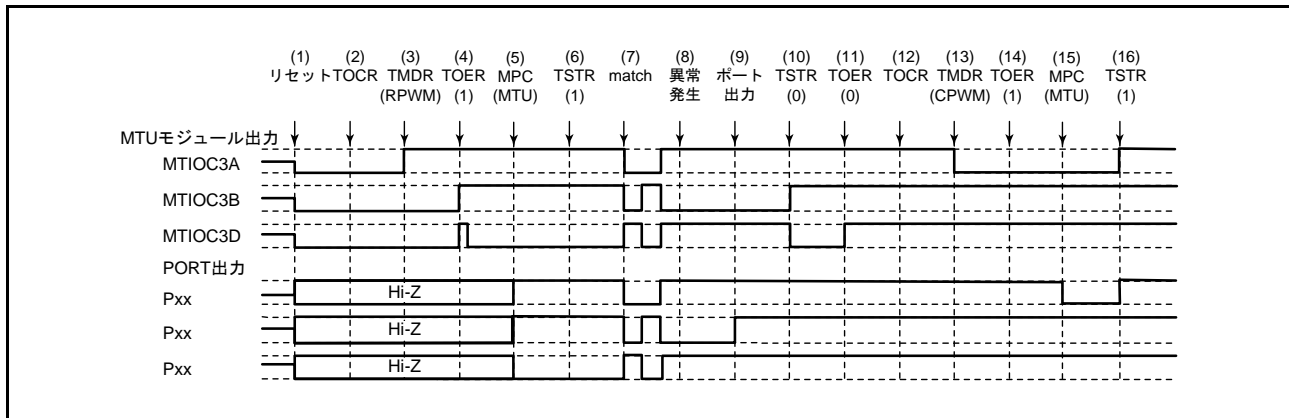 (1) (2) (3) (4) (5) (6) (7) (8) (9) (10) (11) (12) (13) (14) (15) (16)
リセット TOCR TMDR TOER MPC TSTR match 異常 ポート TSTR TOER TOCR TMDR TOER MPC TSTR
(RPWM) (1) (MTU) (1) 発生 出力 (0) (0) (CPWM) (1) (MTU) (1)
MTUモジュール出力
MTIOC3A
MTIOC3B
MTIOC3D
PORT出力
Pxx Hi-Z
Pxx Hi-Z
Pxx Hi-Z